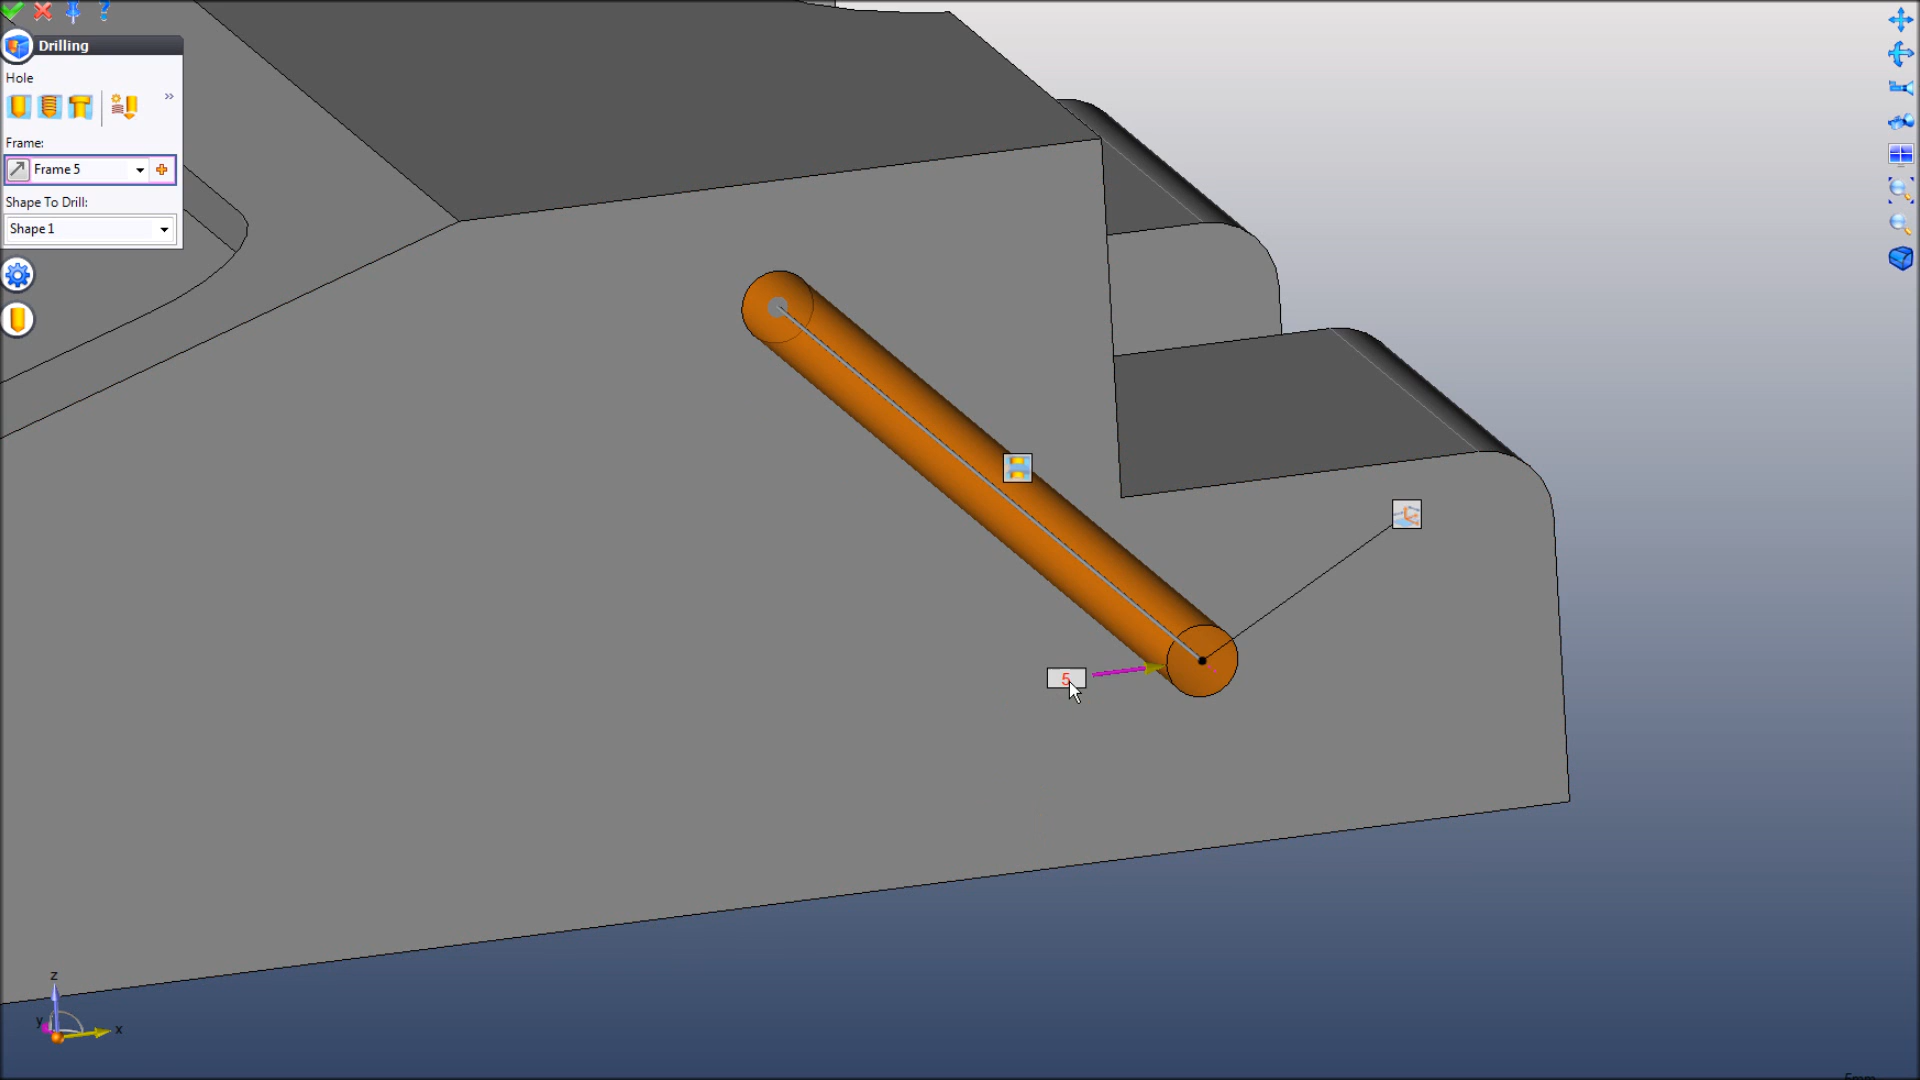 ?
Drilling
Hole
»
Frame:
Frame 5
Shape To Drill:
Shape 1
5
z
y
x